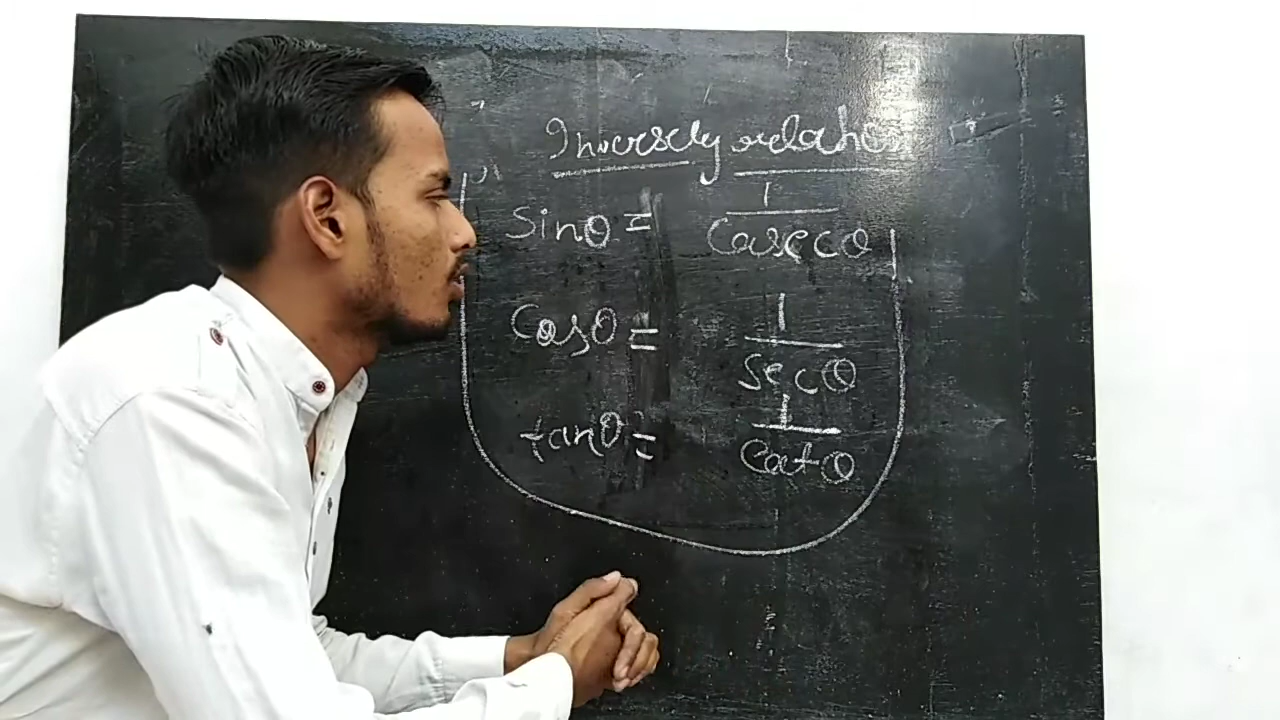 Inversely relation
Sinθ = 1/Cosecθ
Cosθ = 1/Secθ
tanθ = 1/Cotθ